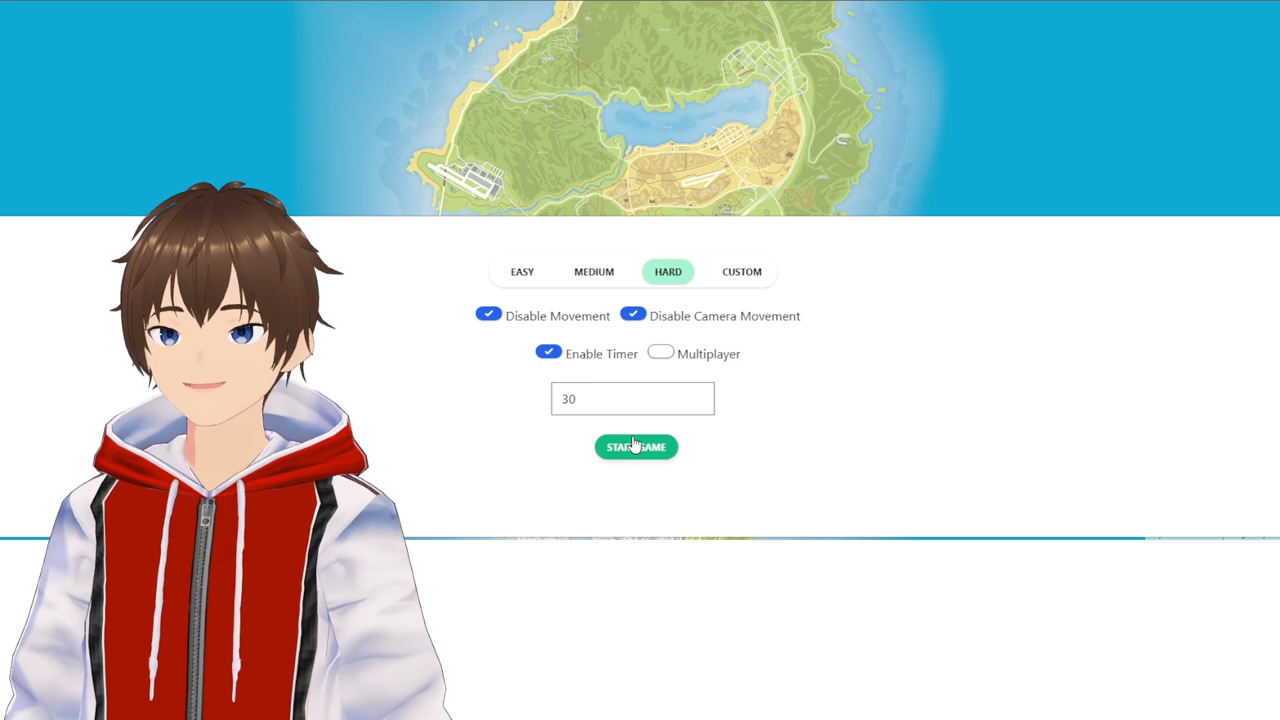 EASY MEDIUM HARD CUSTOM
Disable Movement Disable Camera Movement
Enable Timer Multiplayer
30
START GAME